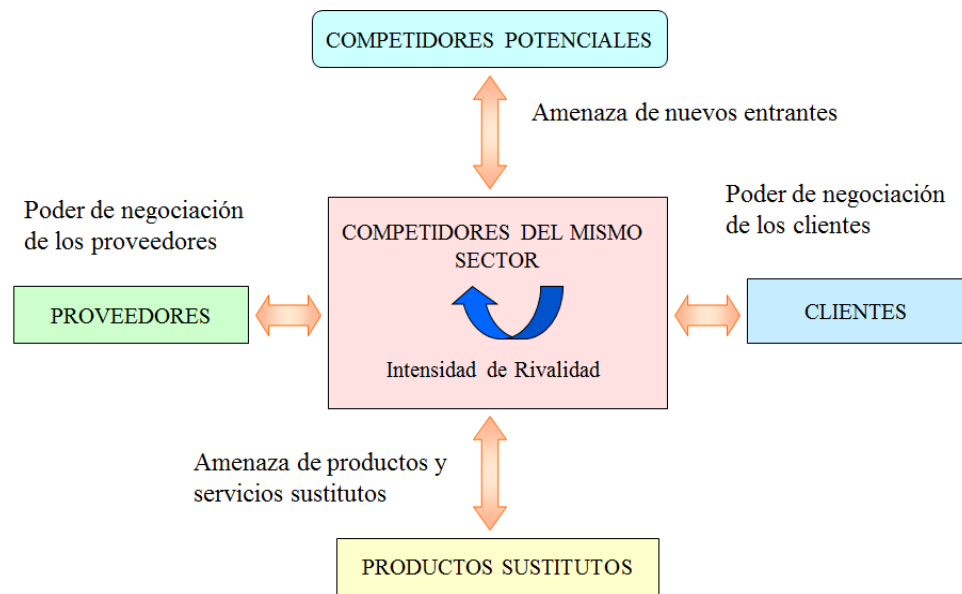 COMPETIDORES POTENCIALES
Amenaza de nuevos entrantes
Poder de negociación
de los proveedores
COMPETIDORES DEL MISMO
SECTOR
Poder de negociación
de los clientes
PROVEEDORES
CLIENTES
Intensidad de Rivalidad
Amenaza de productos y
servicios sustitutos
PRODUCTOS SUSTITUTOS